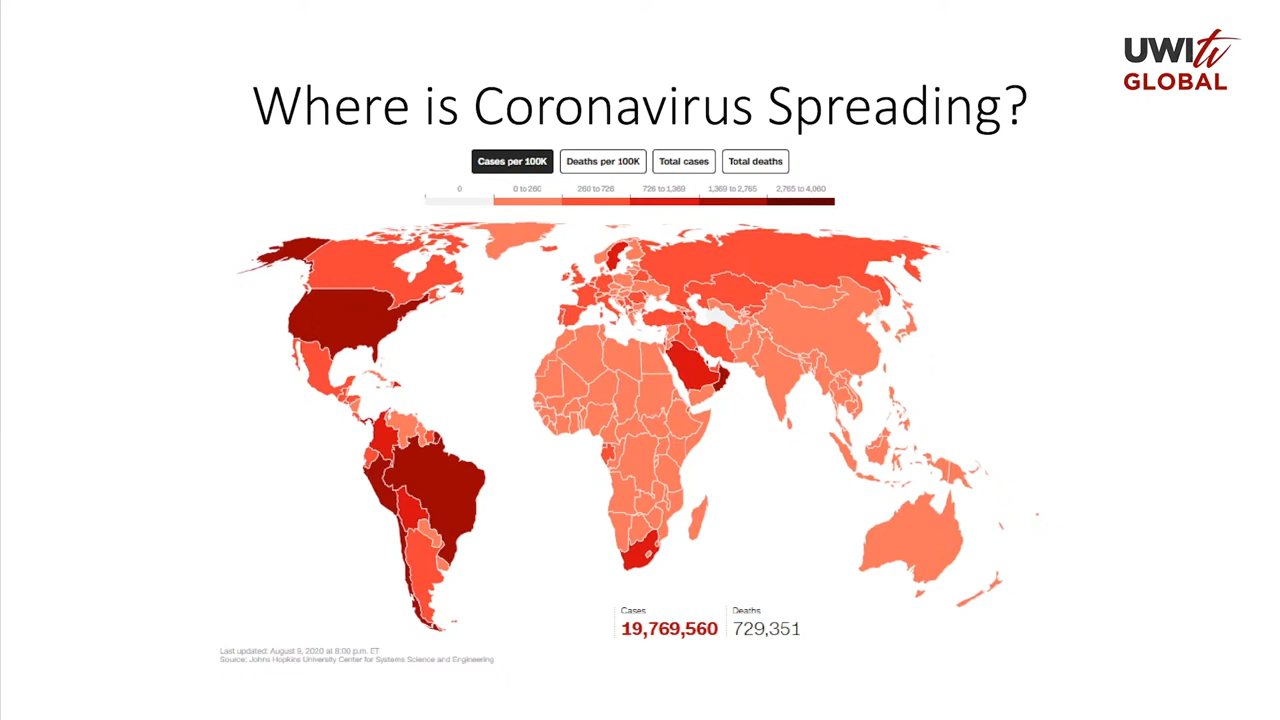 UWItv
GLOBAL
Where is Coronavirus Spreading?
Cases per 100K
Deaths per 100K
Total cases
Total deaths
0
0 to 260
260 to 726
726 to 1,369
1,369 to 2,765
2,765 to 4,060
Cases
Deaths
19,769,560
729,351
Last updated: August 9, 2020 at 8:00 p.m. ET
Source: Johns Hopkins University Center for Systems Science and Engineering